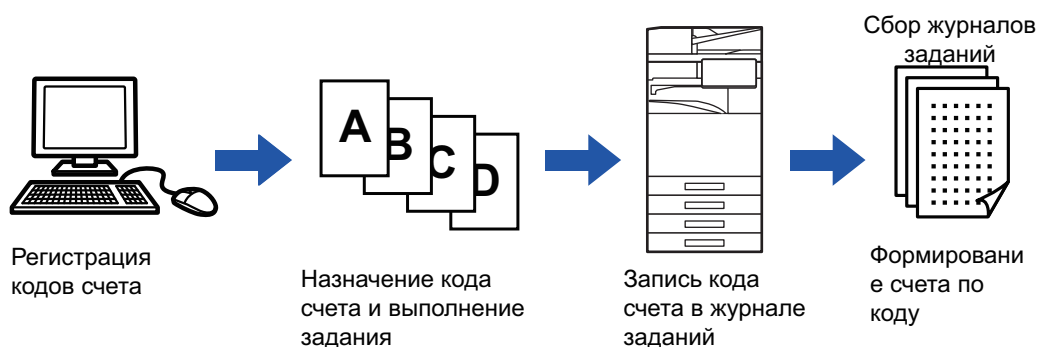 Сбор журналов
заданий
A
B
C
D
Регистрация
кодов счета
Назначение кода
счета и выполнение
задания
Запись кода
счета в журнале
заданий
Формировани
е счета по
коду